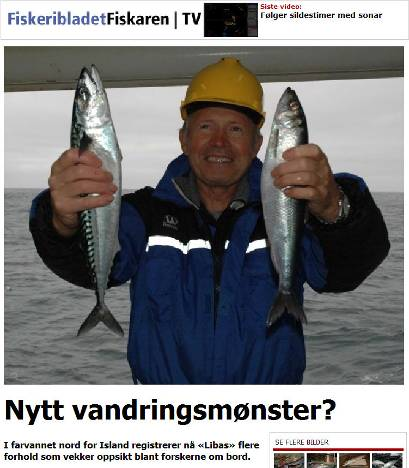 FiskeribladetFiskaren | TV
Siste video:
Følger sildestimer med sonar
Nytt vandringsmønster?
I farvannet nord for Island registrerer nå «Libas» flere
forhold som vekker oppsikt blant forskerne om bord.
SE FLERE BILDER